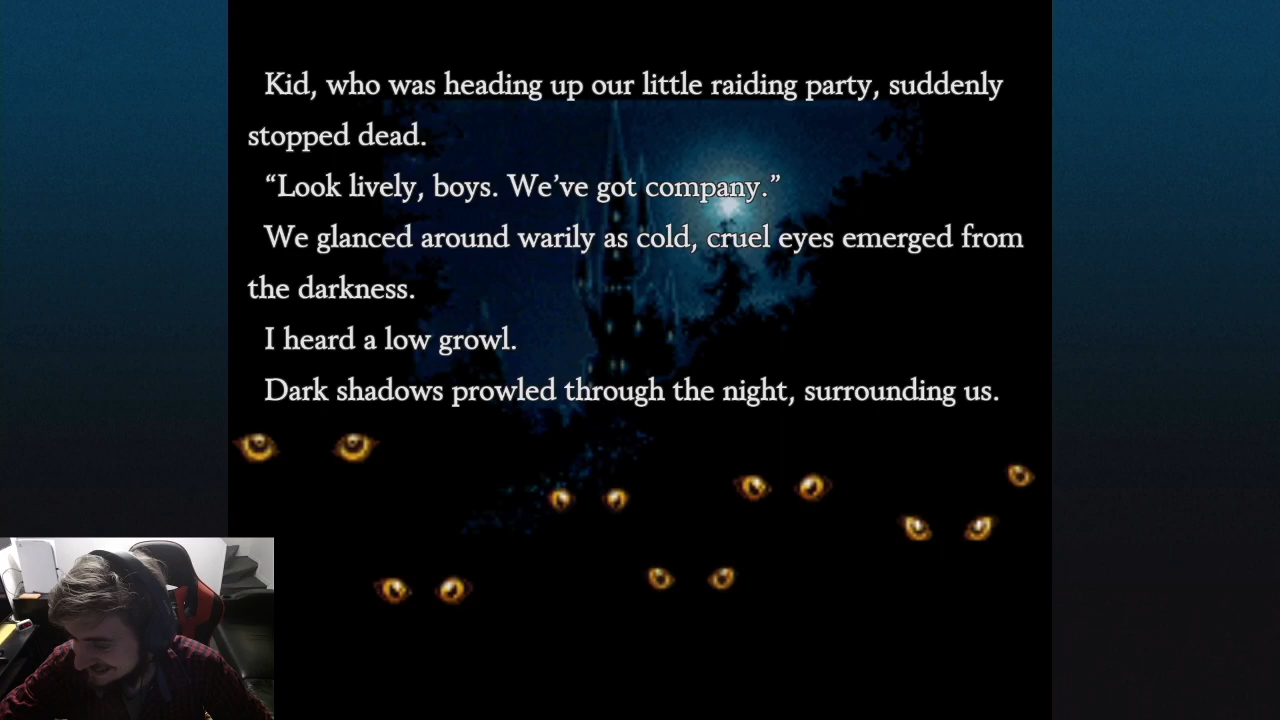 Kid, who was heading up our little raiding party, suddenly
stopped dead.
“Look lively, boys. We’ve got company.”
We glanced around warily as cold, cruel eyes emerged from
the darkness.
I heard a low growl.
Dark shadows prowled through the night, surrounding us.